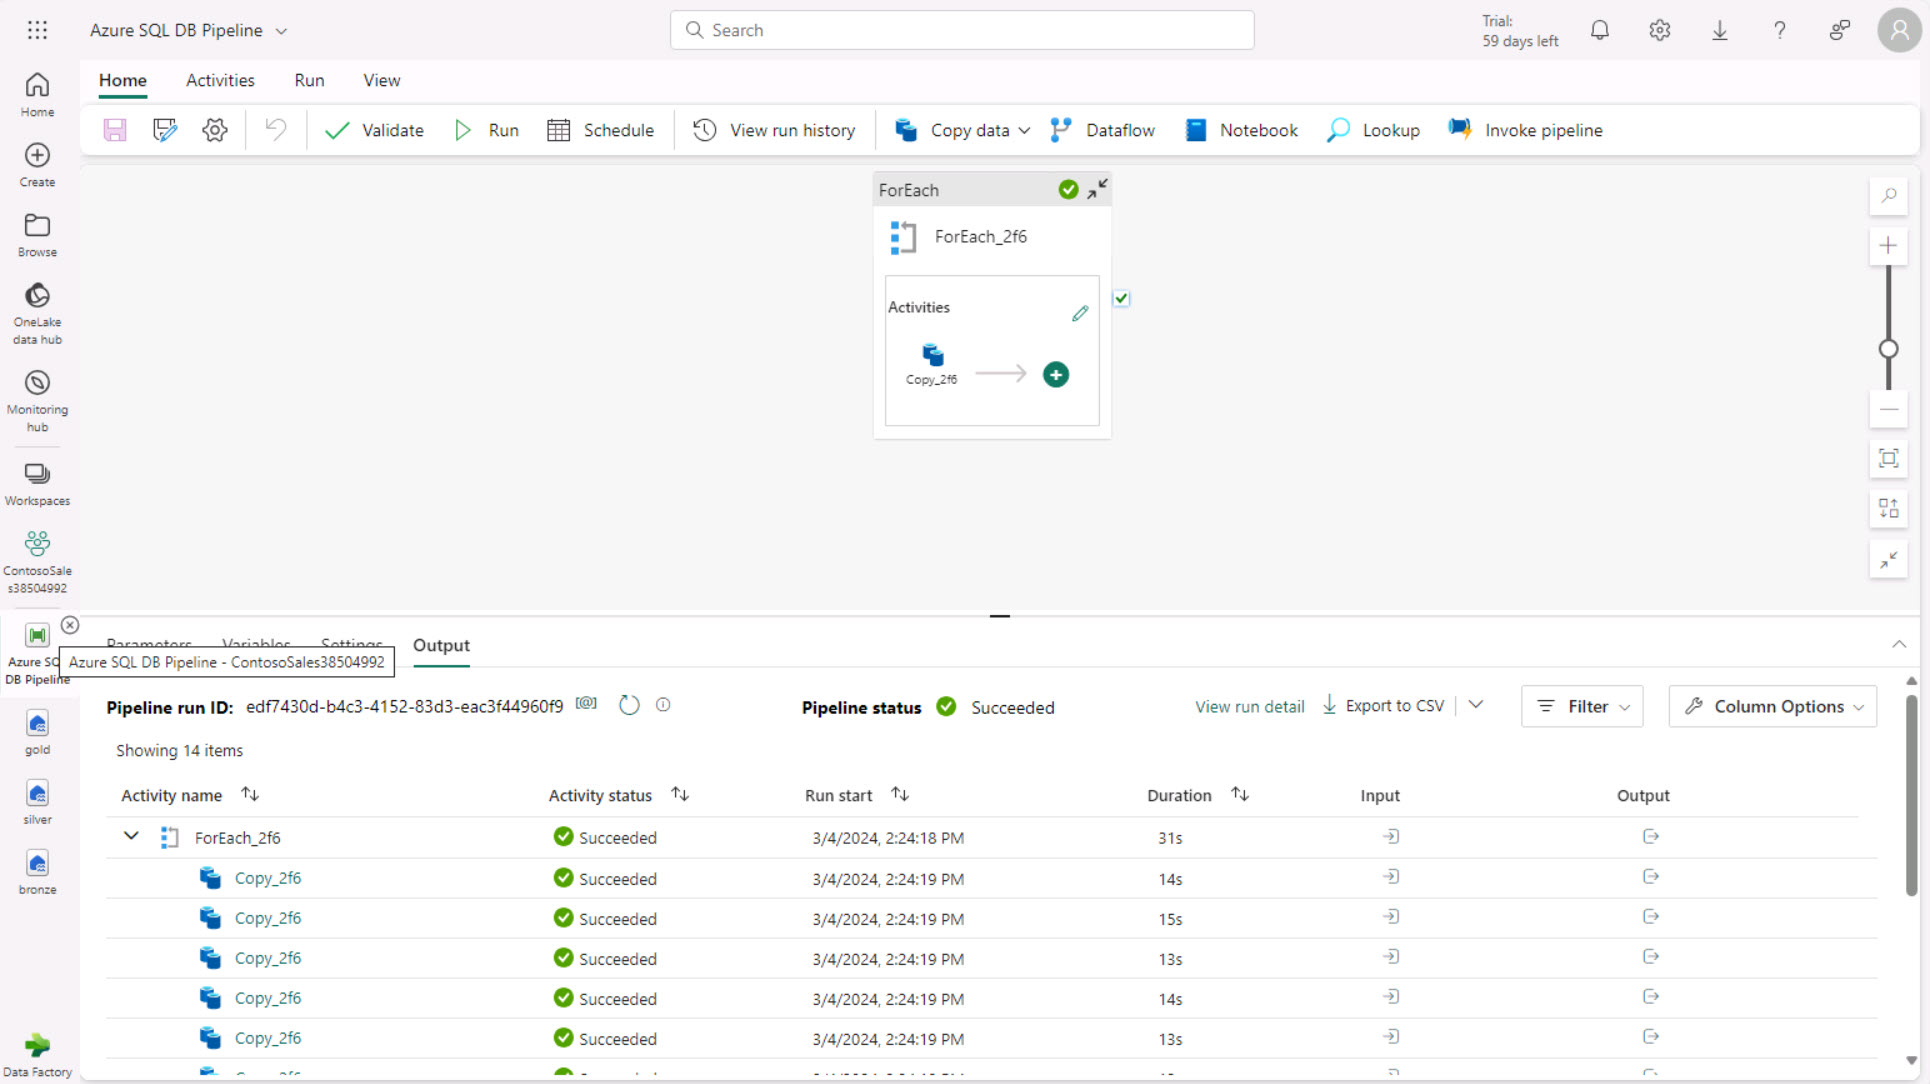 Azure SQL DB Pipeline
Search
Trial:
59 days left
Home
Activities
Run
View
Validate
Run
Schedule
View run history
Copy data
Dataflow
Notebook
Lookup
Invoke pipeline
Home
Create
Browse
OneLake
data hub
Monitoring
hub
Workspaces
ContosoSale
s38504992
Azure SQ
DB Pipeline
gold
silver
bronze
Data Factory
ForEach
ForEach_2f6
Activities
Copy_2f6
Parameters Variables Settings Output
Azure SQL DB Pipeline - ContosoSales38504992
Pipeline run ID: edf7430d-b4c3-4152-83d3-eac3f44960f9 [@] Pipeline status Succeeded View run detail Export to CSV Filter Column Options
Showing 14 items
Activity name Activity status Run start Duration Input Output
ForEach_2f6 Succeeded 3/4/2024, 2:24:18 PM 31s
Copy_2f6 Succeeded 3/4/2024, 2:24:19 PM 14s
Copy_2f6 Succeeded 3/4/2024, 2:24:19 PM 15s
Copy_2f6 Succeeded 3/4/2024, 2:24:19 PM 13s
Copy_2f6 Succeeded 3/4/2024, 2:24:19 PM 14s
Copy_2f6 Succeeded 3/4/2024, 2:24:19 PM 13s